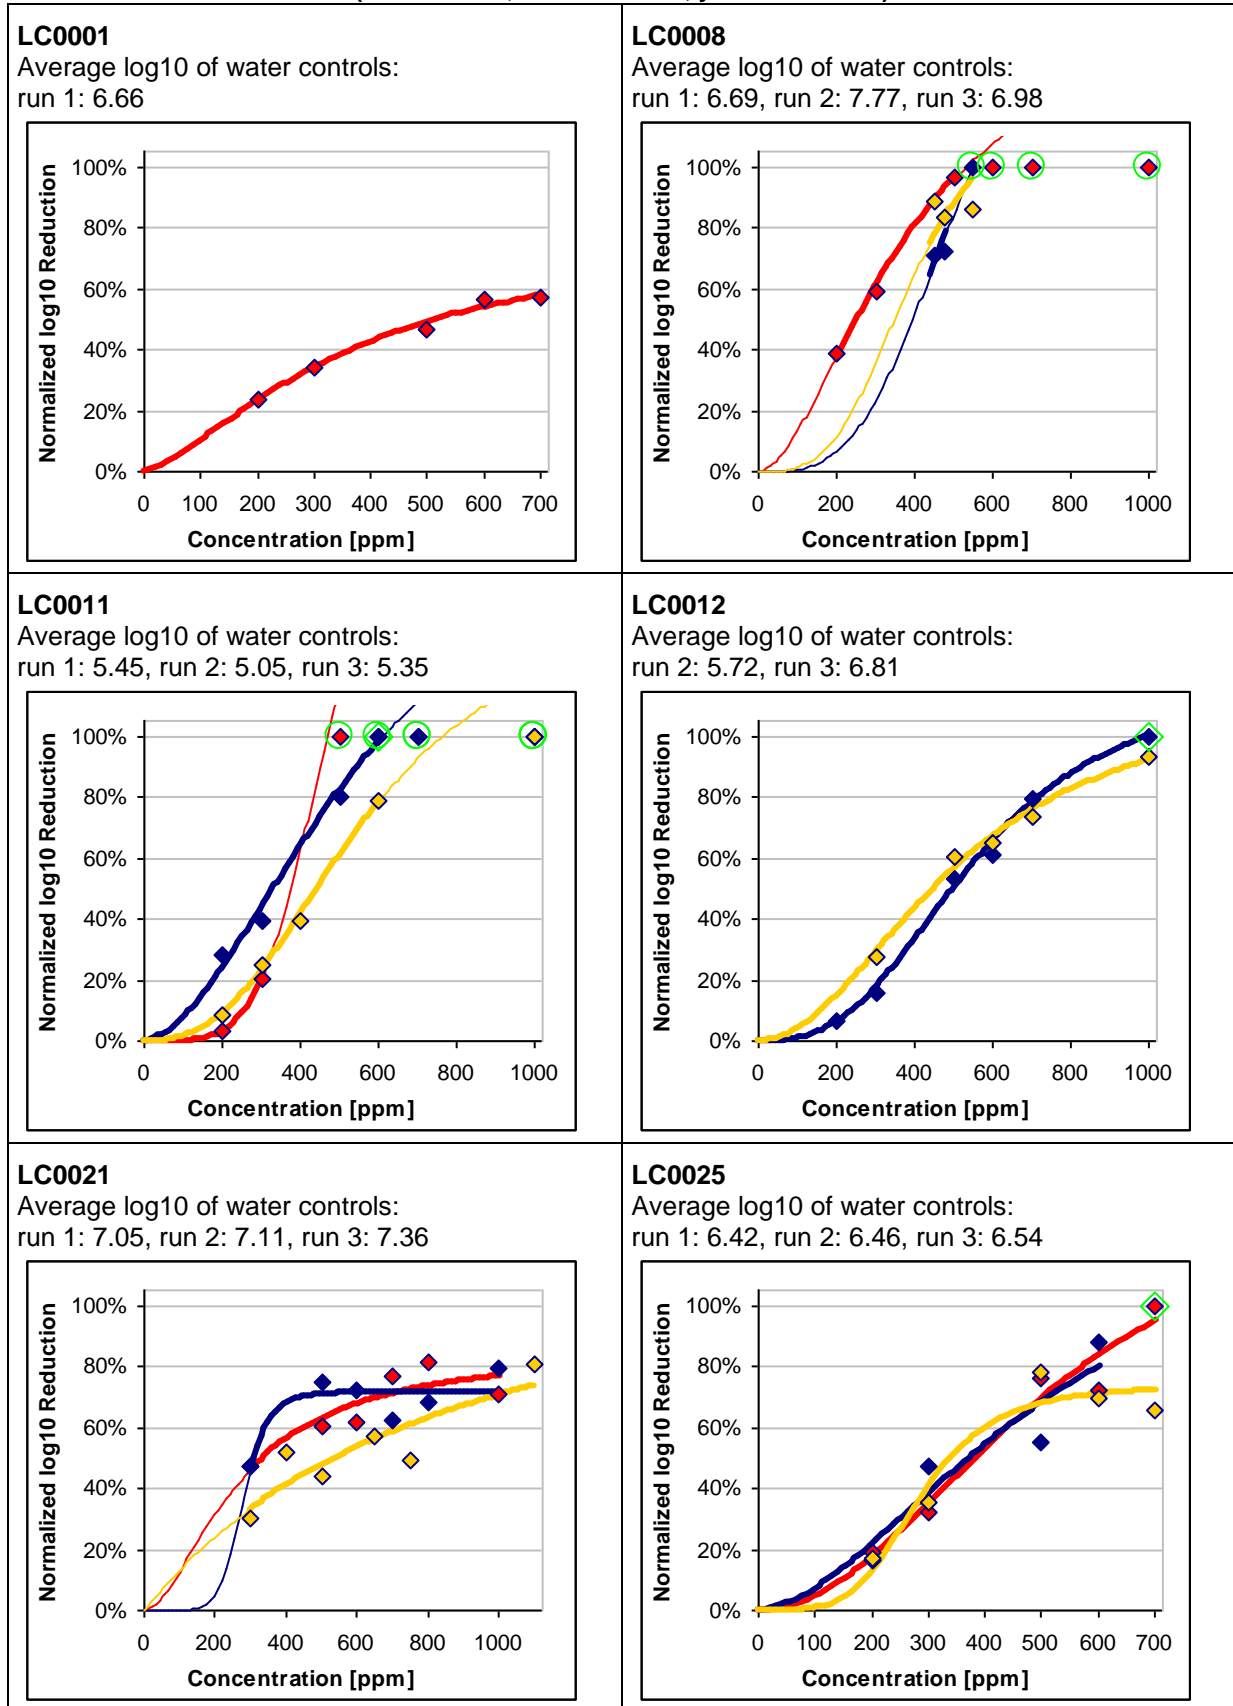 LC0001
Average log10 of water controls:
run 1: 6.66
Normalized log10 Reduction
100%
80%
60%
40%
20%
0%
0 100 200 300 400 500 600 700
Concentration [ppm]
LC0008
Average log10 of water controls:
run 1: 6.69, run 2: 7.77, run 3: 6.98
Normalized log10 Reduction
100%
80%
60%
40%
20%
0%
0 200 400 600 800 1000
Concentration [ppm]
LC0011
Average log10 of water controls:
run 1: 5.45, run 2: 5.05, run 3: 5.35
Normalized log10 Reduction
100%
80%
60%
40%
20%
0%
0 200 400 600 800 1000
Concentration [ppm]
LC0012
Average log10 of water controls:
run 2: 5.72, run 3: 6.81
Normalized log10 Reduction
100%
80%
60%
40%
20%
0%
0 200 400 600 800 1000
Concentration [ppm]
LC0021
Average log10 of water controls:
run 1: 7.05, run 2: 7.11, run 3: 7.36
Normalized log10 Reduction
100%
80%
60%
40%
20%
0%
0 200 400 600 800 1000
Concentration [ppm]
LC0025
Average log10 of water controls:
run 1: 6.42, run 2: 6.46, run 3: 6.54
Normalized log10 Reduction
100%
80%
60%
40%
20%
0%
0 100 200 300 400 500 600 700
Concentration [ppm]